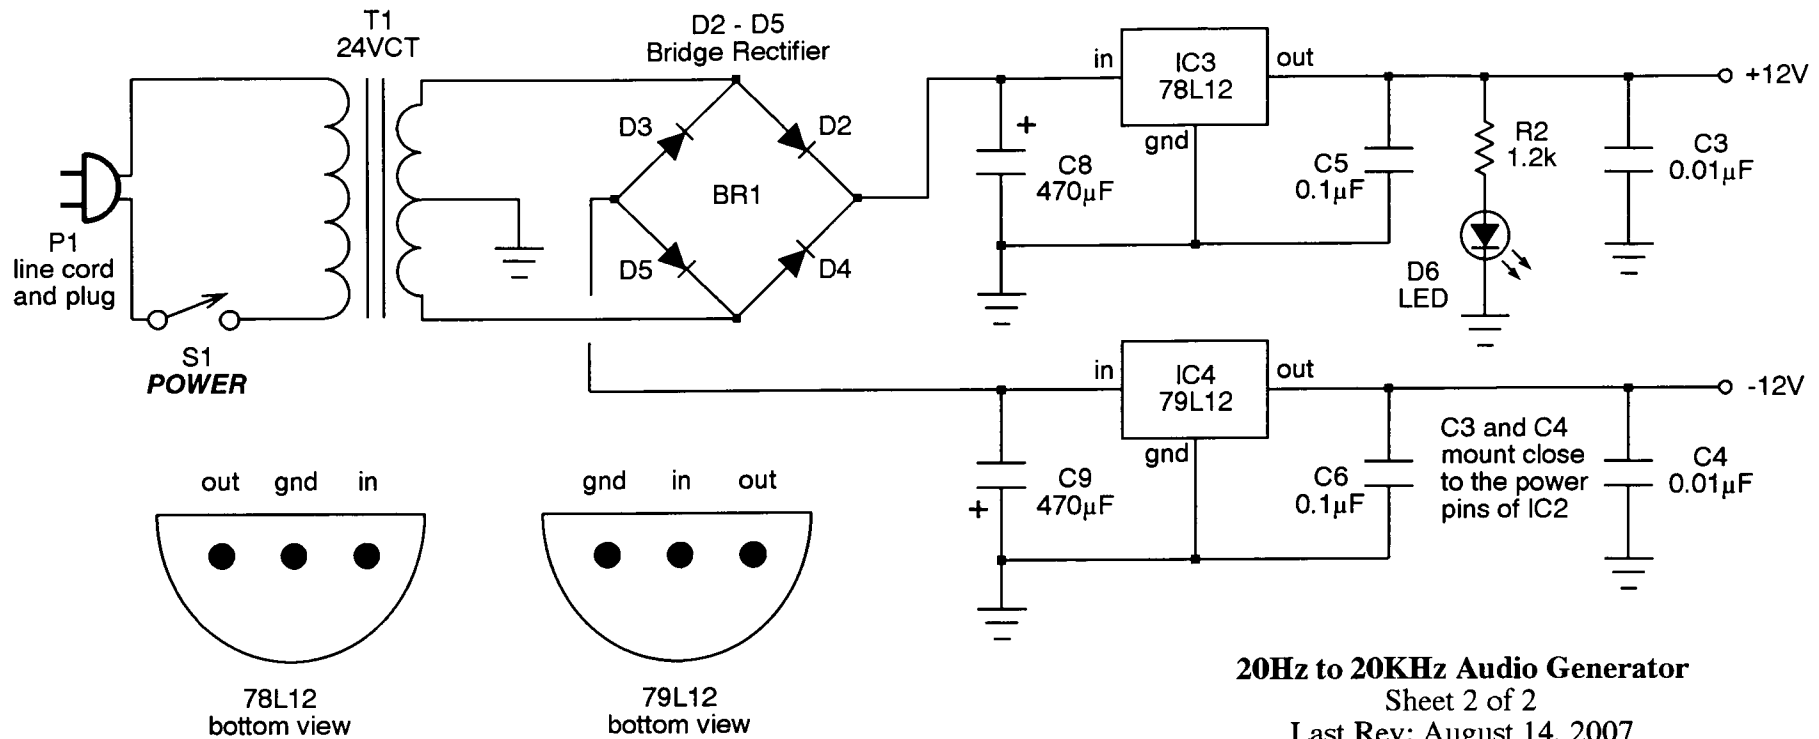 T1
24VCT
D2 - D5
Bridge Rectifier
D3
D2
BR1
D5
D4
P1
line cord
and plug
S1
POWER
in
IC3
78L12
out
gnd
+
C8
470µF
C5
0.1µF
R2
1.2k
D6
LED
C3
0.01µF
+12V
in
IC4
79L12
out
gnd
C9
470µF
+
C6
0.1µF
C3 and C4
mount close
to the power
pins of IC2
C4
0.01µF
-12V
out gnd in
78L12
bottom view
gnd in out
79L12
bottom view
20Hz to 20KHz Audio Generator
Sheet 2 of 2
Last Rev: August 14, 2007